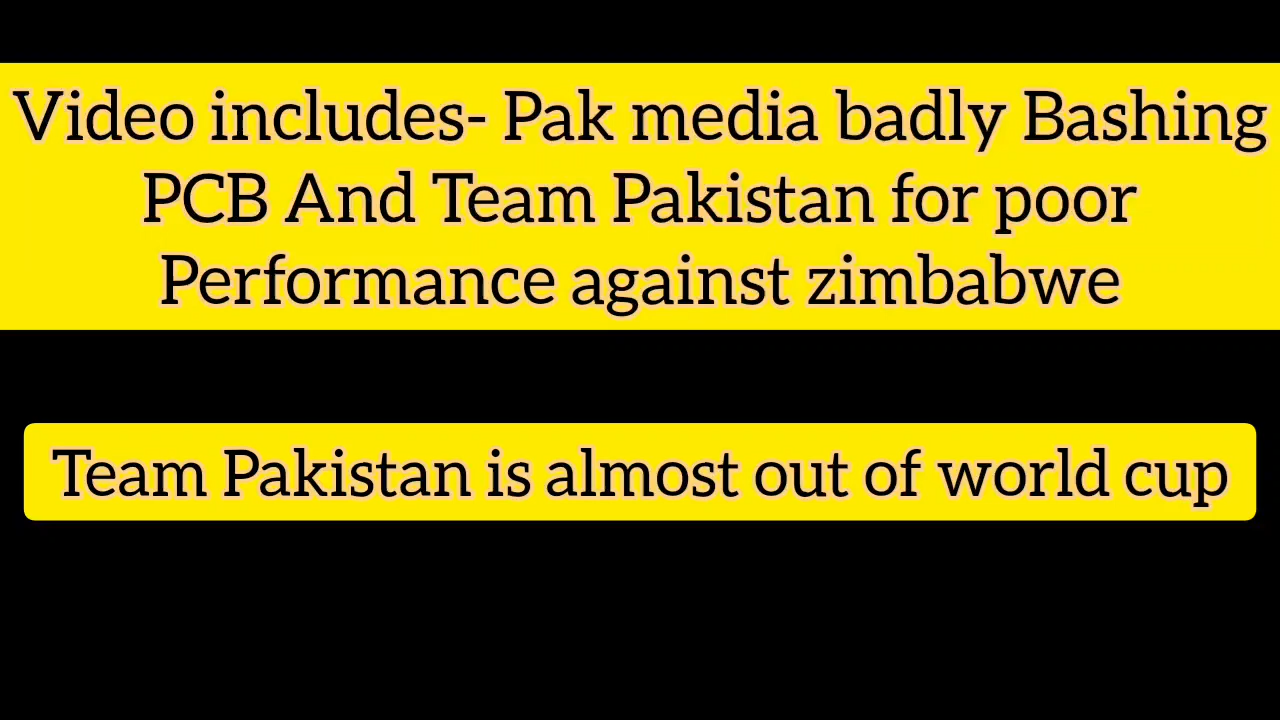 Video includes- Pak media badly Bashing
PCB And Team Pakistan for poor
Performance against zimbabwe
Team Pakistan is almost out of world cup